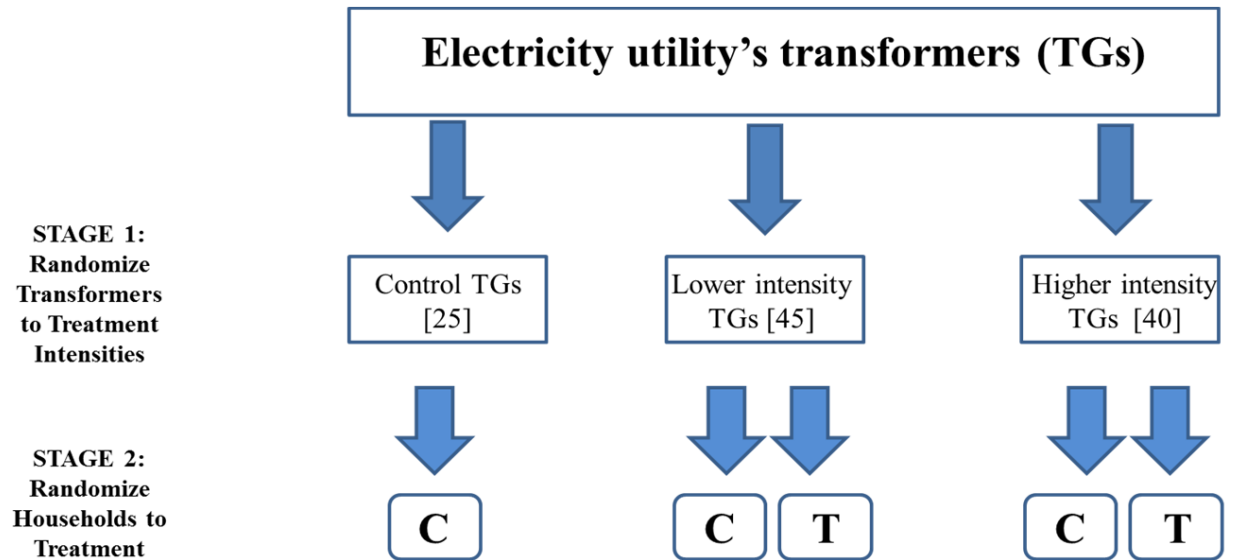 Electricity utility’s transformers (TGs)
STAGE 1:
Randomize
Transformers
to Treatment
Intensities
Control TGs
[25]
Lower intensity
TGs [45]
Higher intensity
TGs [40]
STAGE 2:
Randomize
Households to
Treatment
C
C
T
C
T